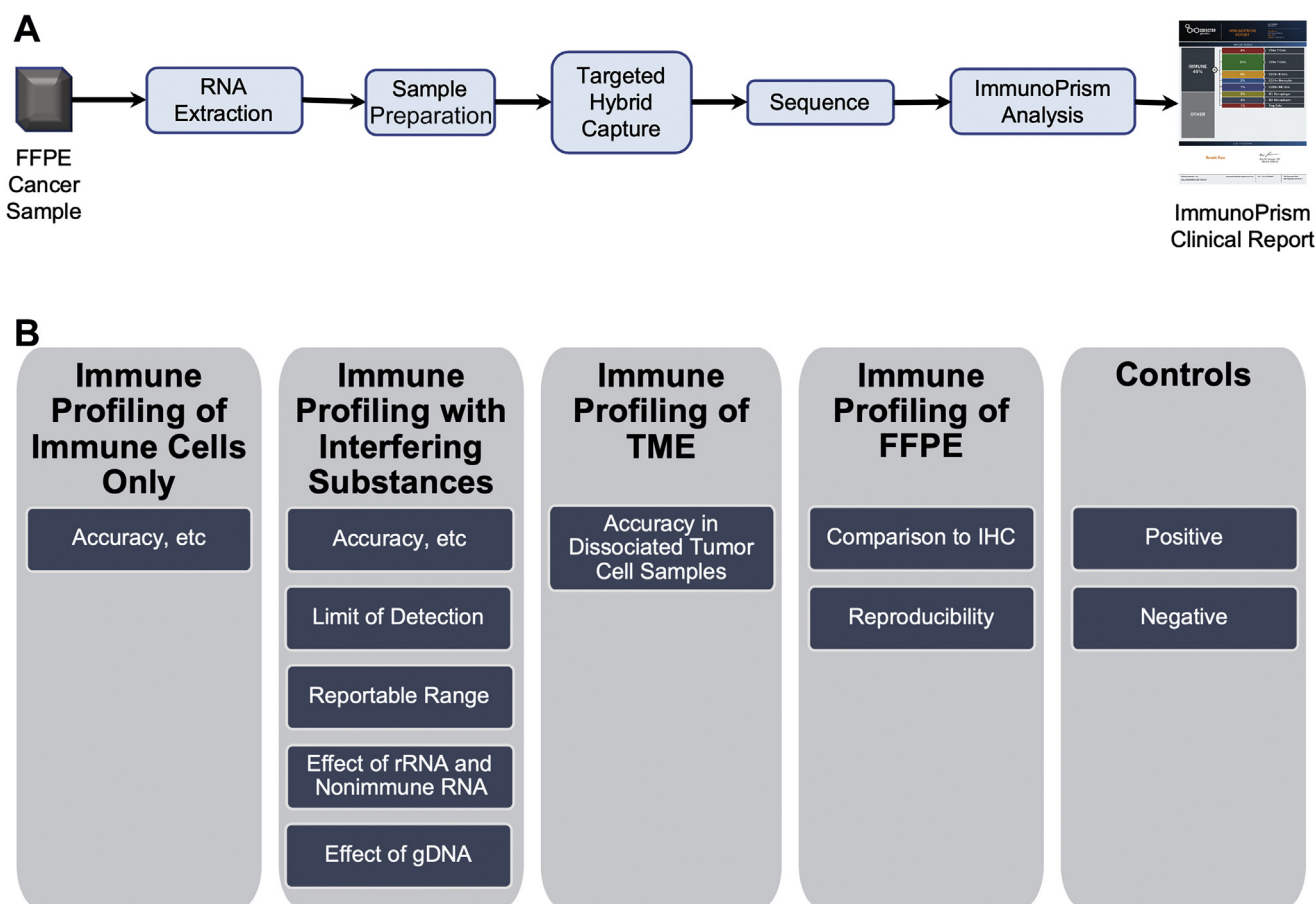 A
FFPE
Cancer
Sample
RNA
Extraction
Sample
Preparation
Targeted
Hybrid
Capture
Sequence
ImmunoPrism
Analysis
IMMUNE
OTHER
ImmunoPrism
Clinical Report
B
Immune
Profiling of
Immune Cells
Only
Accuracy, etc
Immune
Profiling with
Interfering
Substances
Accuracy, etc
Limit of Detection
Reportable Range
Effect of rRNA and
Nonimmune RNA
Effect of gDNA
Immune
Profiling of
TME
Accuracy in
Dissociated Tumor
Cell Samples
Immune
Profiling of
FFPE
Comparison to IHC
Reproducibility
Controls
Positive
Negative